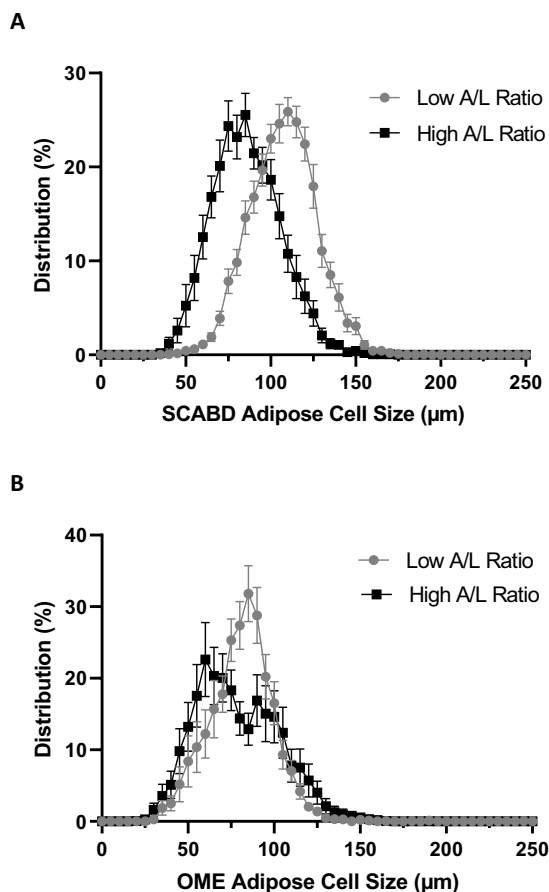 A
30
20
10
0
Distribution (%)
Low A/L Ratio
High A/L Ratio
0 50 100 150 200 250
SCABD Adipose Cell Size (µm)
B
40
30
20
10
0
Distribution (%)
Low A/L Ratio
High A/L Ratio
0 50 100 150 200 250
OME Adipose Cell Size (µm)